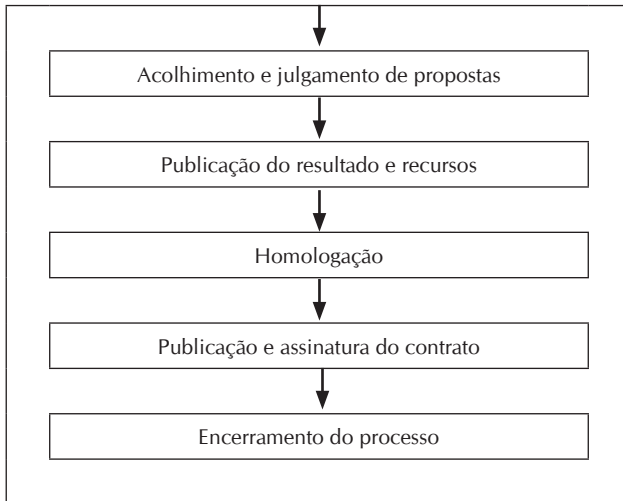 Acolhimento e julgamento de propostas
Publicação do resultado e recursos
Homologação
Publicação e assinatura do contrato
Encerramento do processo